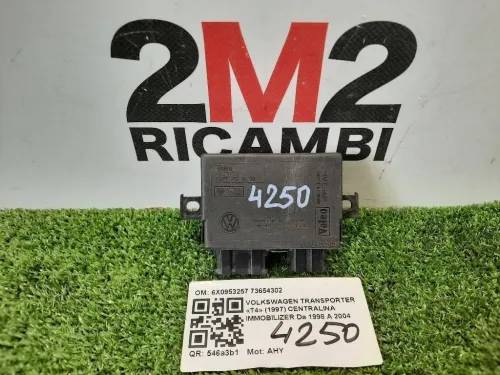 2M2
RICAMBI
4250
Valeo
OM: 6X0953257 73654302
VOLKSWAGEN TRANSPORTER
«T4» (1997) CENTRALINA
IMMOBILIZER Da 1998 A 2004
4250
QR: 546a3b1 Mot: AHY